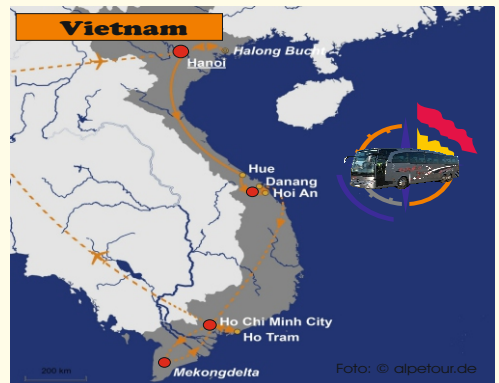 Vietnam
Halong Bucht
Hanoi
Hue
Danang
Hoi An
Ho Chi Minh City
Ho Tram
200 km
Mekongdelta
Foto: © alpetour.de